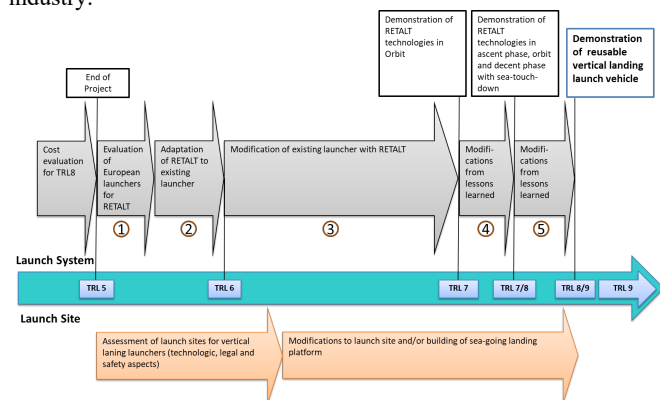 industry.
Demonstration of
RETALT
technologies in
Orbit
Demonstration of
RETALT
technologies in
ascent phase, orbit
and decent phase
with sea-touch-
down
Demonstration
of reusable
vertical landing
launch vehicle
End of
Project
Cost
evaluation
for TRL8
Evaluation
of
European
launchers
for
RETALT
Adaptation
of RETALT to
existing
launcher
Modification of existing launcher with RETALT
Modifi-
cations
from
lessons
learned
Modifi-
cations
from
lessons
learned
1
2
3
4
5
Launch System
TRL 5
TRL 6
TRL 7
TRL 7/8
TRL 8/9
TRL 9
Launch Site
Assessment of launch sites for vertical
laning launchers (technologic, legal and
safety aspects)
Modifications to launch site and/or building of sea-going landing
platform